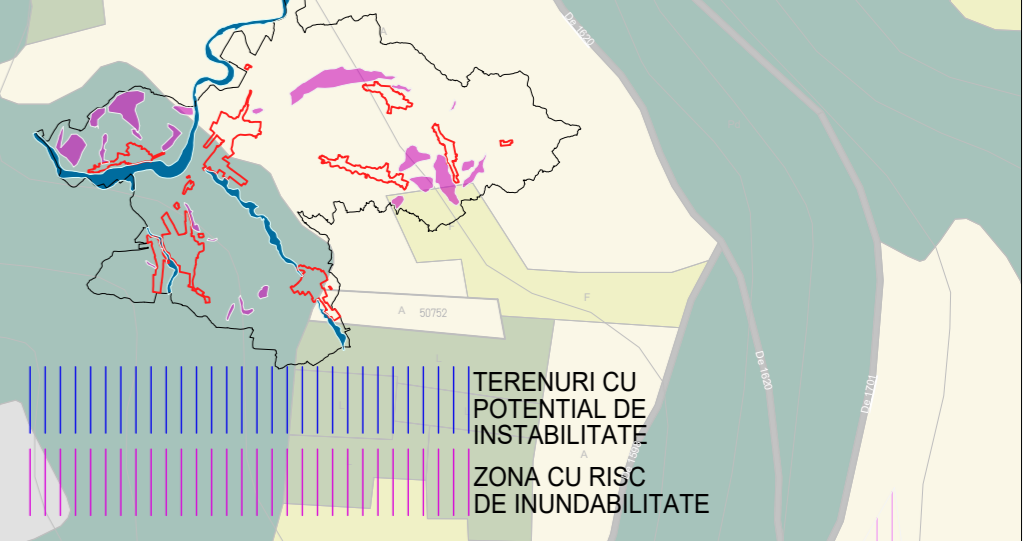 De 1620
A
F
A 50752
F
L
De 1620
De 1701
TERENURI CU
POTENTIAL DE
INSTABILITATE
A
ZONA CU RISC
DE INUNDABILITATE